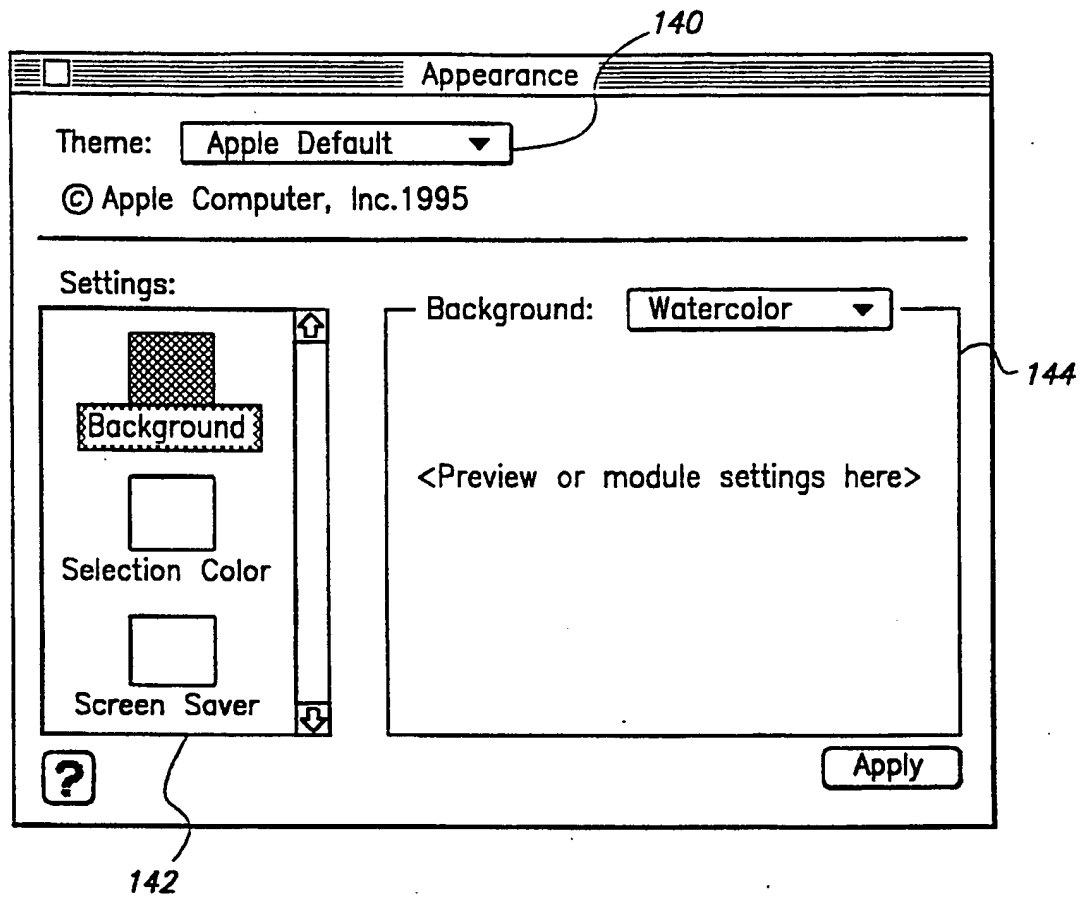 140
Appearance
Theme: Apple Default
© Apple Computer, Inc.1995
Settings:
Background
Selection Color
Screen Saver
Background: Watercolor
144
<Preview or module settings here>
?
Apply
142